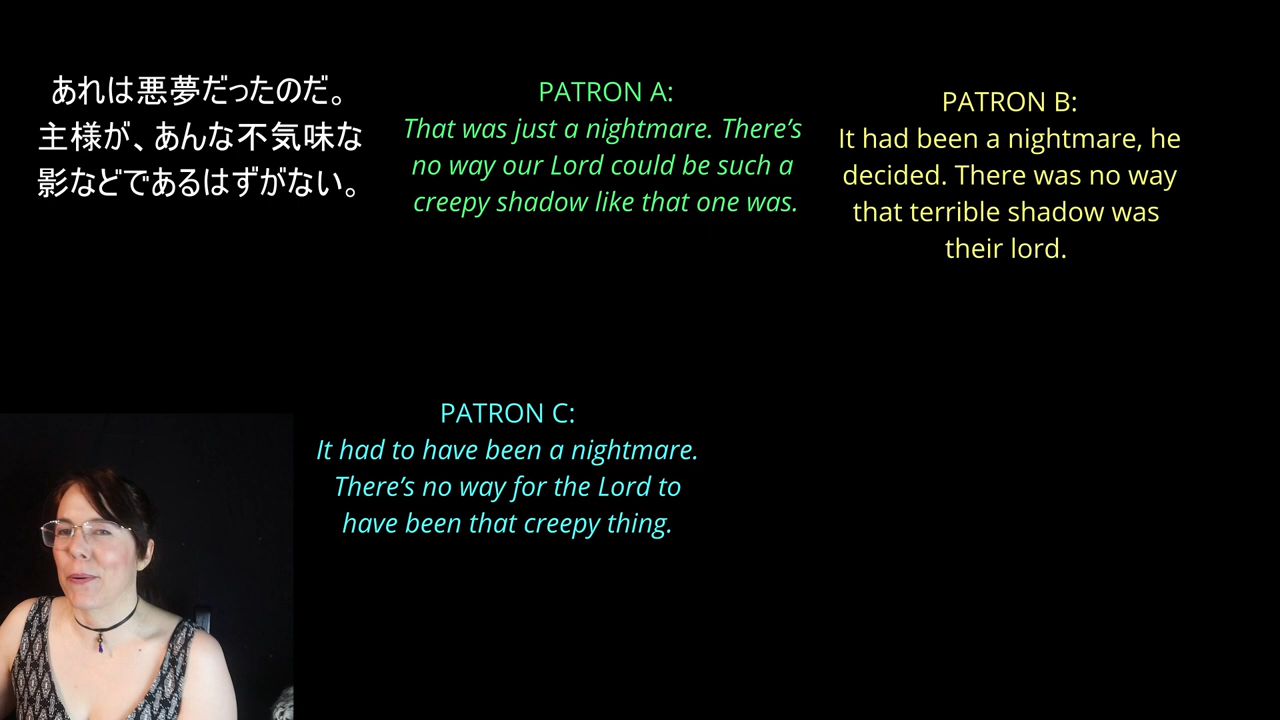 あれは悪夢だったのだ。
主様が、あんな不気味な
影などであるはずがない。
PATRON A:
That was just a nightmare. There's
no way our Lord could be such a
creepy shadow like that one was.
PATRON B:
It had been a nightmare, he
decided. There was no way
that terrible shadow was
their lord.
PATRON C:
It had to have been a nightmare.
There's no way for the Lord to
have been that creepy thing.